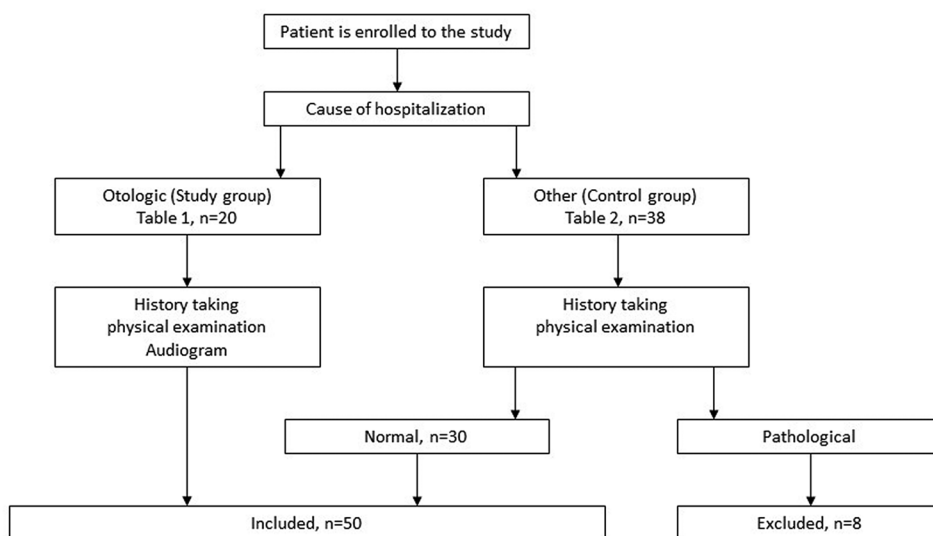 Patient is enrolled to the study
Cause of hospitalization
Otologic (Study group)
Table 1, n=20
Other (Control group)
Table 2, n=38
History taking
physical examination
Audiogram
History taking
physical examination
Normal, n=30
Pathological
Included, n=50
Excluded, n=8